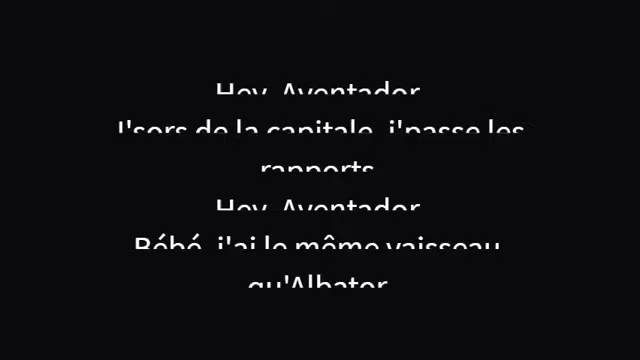 Hey, Aventador
J'sors de la capitale, j'passe les
rapports
Hey, Aventador
Bébé, j'ai le même vaisseau
qu'Albator